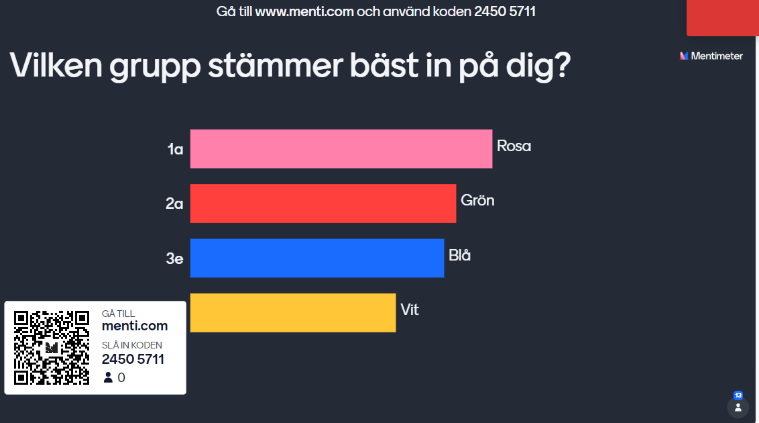 Gå till www.menti.com och använd koden 2450 5711
Vilken grupp stämmer bäst in på dig?
Mentimeter
1a
Rosa
2a
Grön
3e
Blå
Vit
GÅ TILL
menti.com
SLÅ IN KODEN
2450 5711
0
13